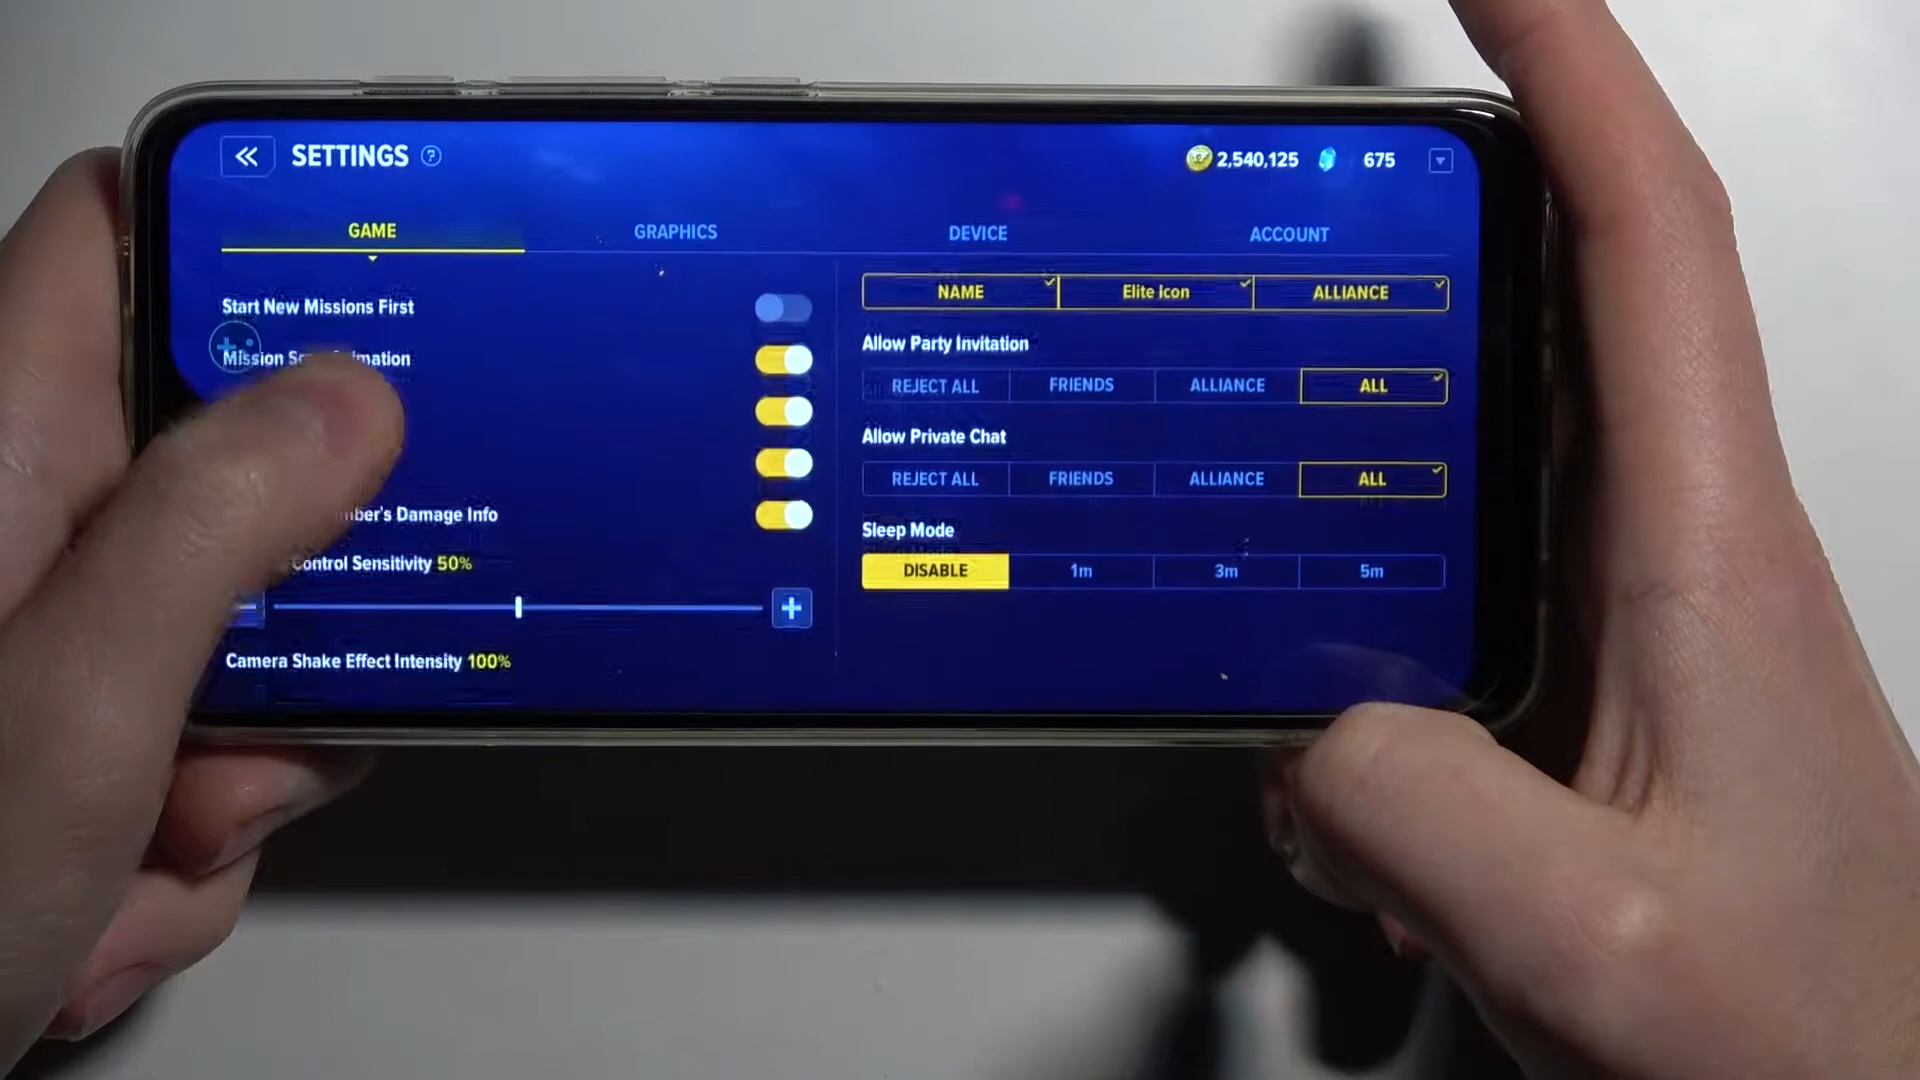 SETTINGS ?
2,540,125
675
GAME
GRAPHICS
DEVICE
ACCOUNT
Start New Missions First
Mission
Damage Info
Control Sensitivity 50%
Camera Shake Effect Intensity 100%
NAME
Elite Icon
ALLIANCE
Allow Party Invitation
REJECT ALL
FRIENDS
ALLIANCE
ALL
Allow Private Chat
REJECT ALL
FRIENDS
ALLIANCE
ALL
Sleep Mode
DISABLE
1m
3m
5m